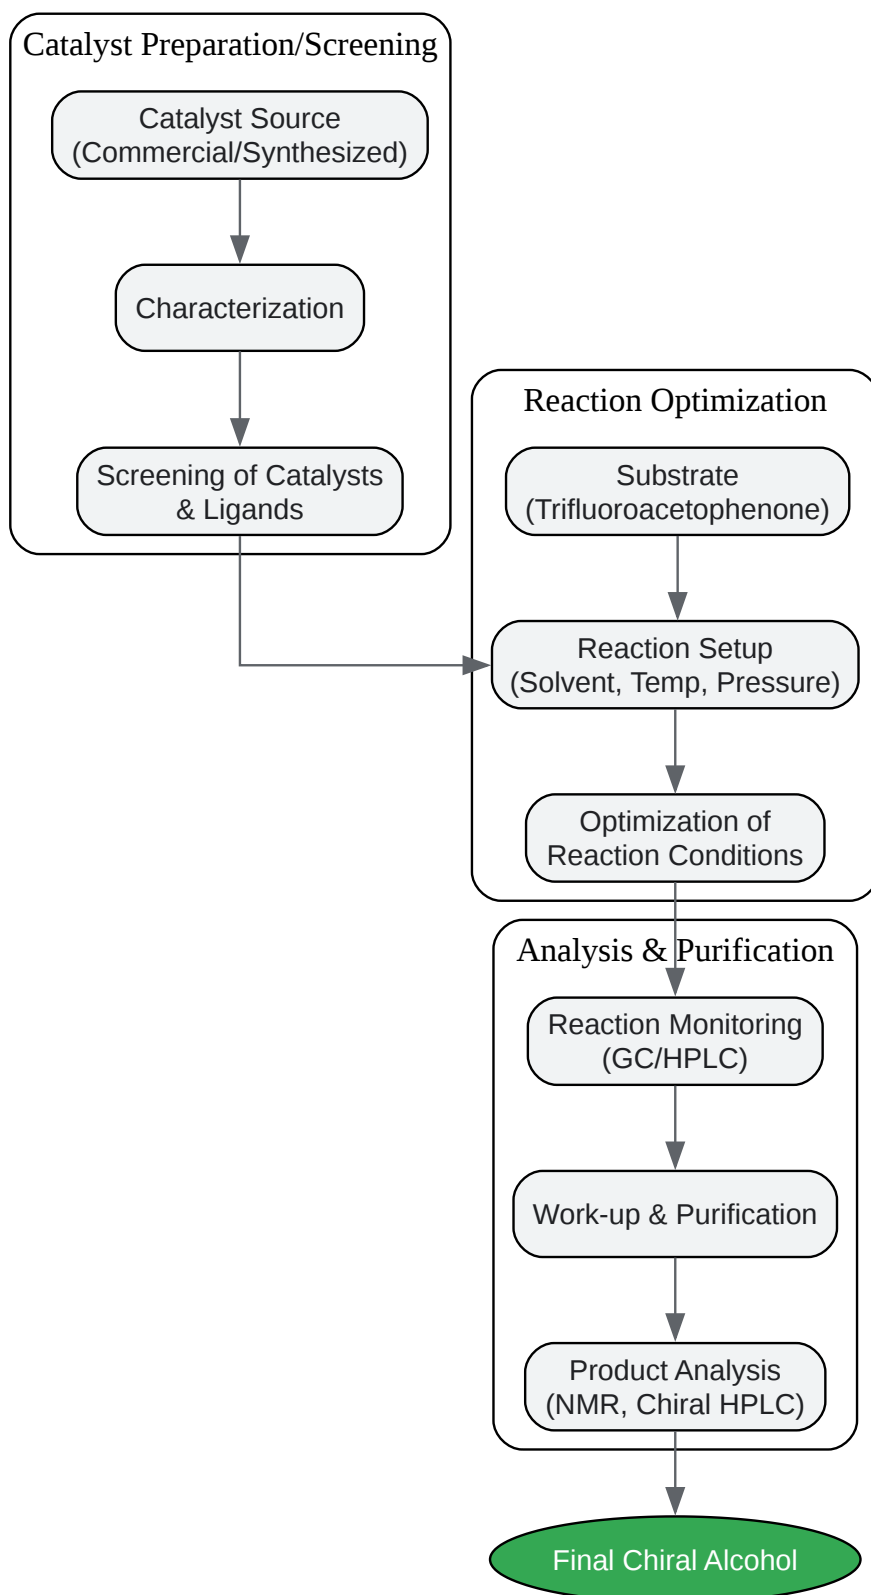 Catalyst Preparation/Screening
Catalyst Source
(Commercial/Synthesized)
Characterization
Screening of Catalysts
& Ligands
Reaction Optimization
Substrate
(Trifluoroacetophenone)
Reaction Setup
(Solvent, Temp, Pressure)
Optimization of
Reaction Conditions
Analysis & Purification
Reaction Monitoring
(GC/HPLC)
Work-up & Purification
Product Analysis
(NMR, Chiral HPLC)
Final Chiral Alcohol